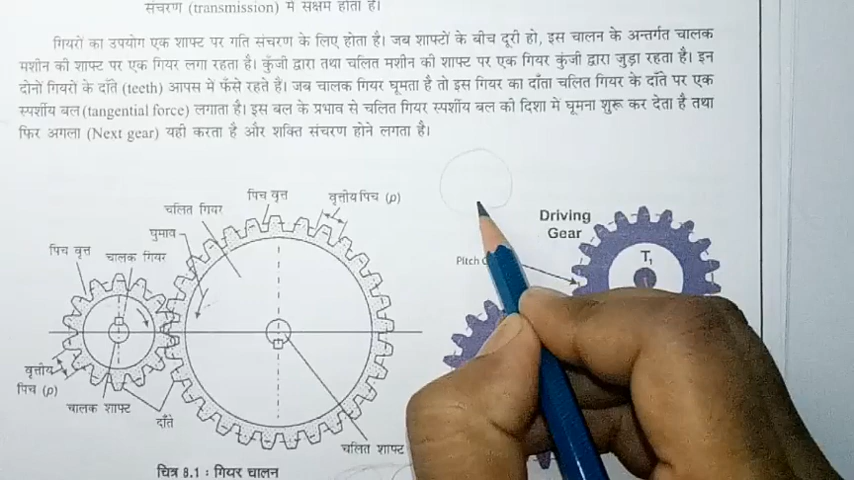 संचरण (transmission) में सक्षम होता है।
गियरों का उपयोग एक शाफ्ट पर गति संचरण के लिए होता है। जब शाफ्टों के बीच दूरी हो, इस चालन के अन्तर्गत चालक
मशीन की शाफ्ट पर एक गियर लगा रहता है। कुँजी द्वारा तथा चलित मशीन की शाफ्ट पर एक गियर कुंजी द्वारा जुड़ा रहता है। इन
दोनों गियरों के दाँते (teeth) आपस में फँसे रहते हैं। जब चालक गियर घूमता है तो इस गियर का दाँता चलित गियर के दाँते पर एक
स्पर्शीय बल (tangential force) लगाता है। इस बल के प्रभाव से चलित गियर स्पर्शीय बल की दिशा में घूमना शुरू कर देता है तथा
फिर अगला (Next gear) यही करता है और शक्ति संचरण होने लगता है।
पिच वृत्त
वृत्तीय पिच (p)
चलित गियर
घुमाव
पिच वृत्त
चालक गियर
वृत्तीय
पिच (p)
चालक शाफ्ट
दाँते
चलित शाफ्ट
चित्र 8.1 : गियर चालन
Driving
Gear
T₁
Pitch